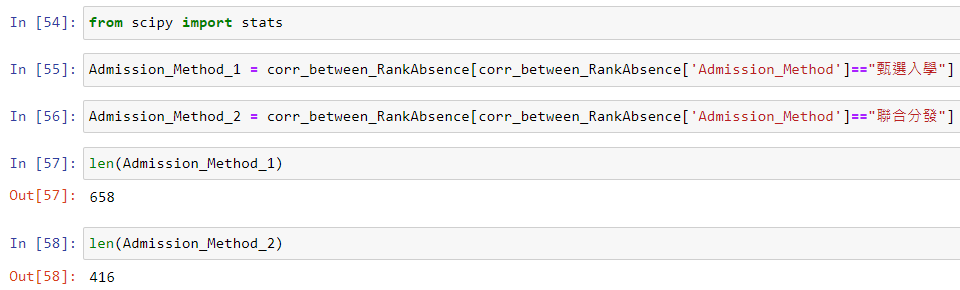 In [54]: from scipy import stats
In [55]: Admission_Method_1 = corr_between_RankAbsence[corr_between_RankAbsence['Admission_Method']=="甄選入學"]
In [56]: Admission_Method_2 = corr_between_RankAbsence[corr_between_RankAbsence['Admission_Method']=="聯合分發"]
In [57]: len(Admission_Method_1)
Out[57]: 658
In [58]: len(Admission_Method_2)
Out[58]: 416